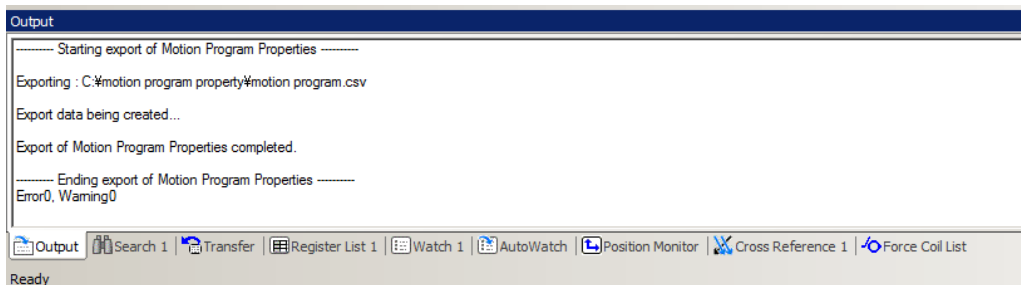 Output
---------- Starting export of Motion Program Properties ----------
Exporting : C:¥motion program property¥motion program.csv
Export data being created...
Export of Motion Program Properties completed.
---------- Ending export of Motion Program Properties ----------
Error0, Warning0
Output Search 1 Transfer Register List 1 Watch 1 AutoWatch Position Monitor Cross Reference 1 Force Coil List
Ready